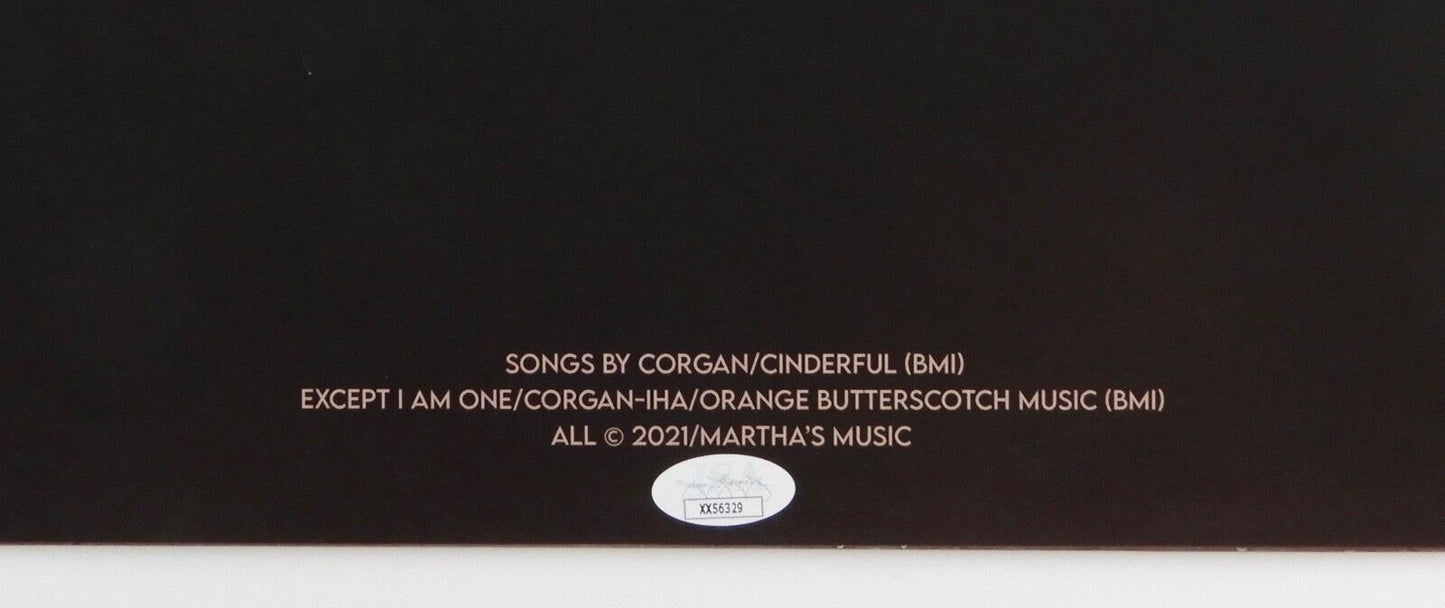 SONGS BY CORGAN/CINDERFUL (BMI)
EXCEPT I AM ONE/CORGAN-IHA/ORANGE BUTTERSCOTCH MUSIC (BMI)
ALL © 2021/MARTHA'S MUSIC
XX56329